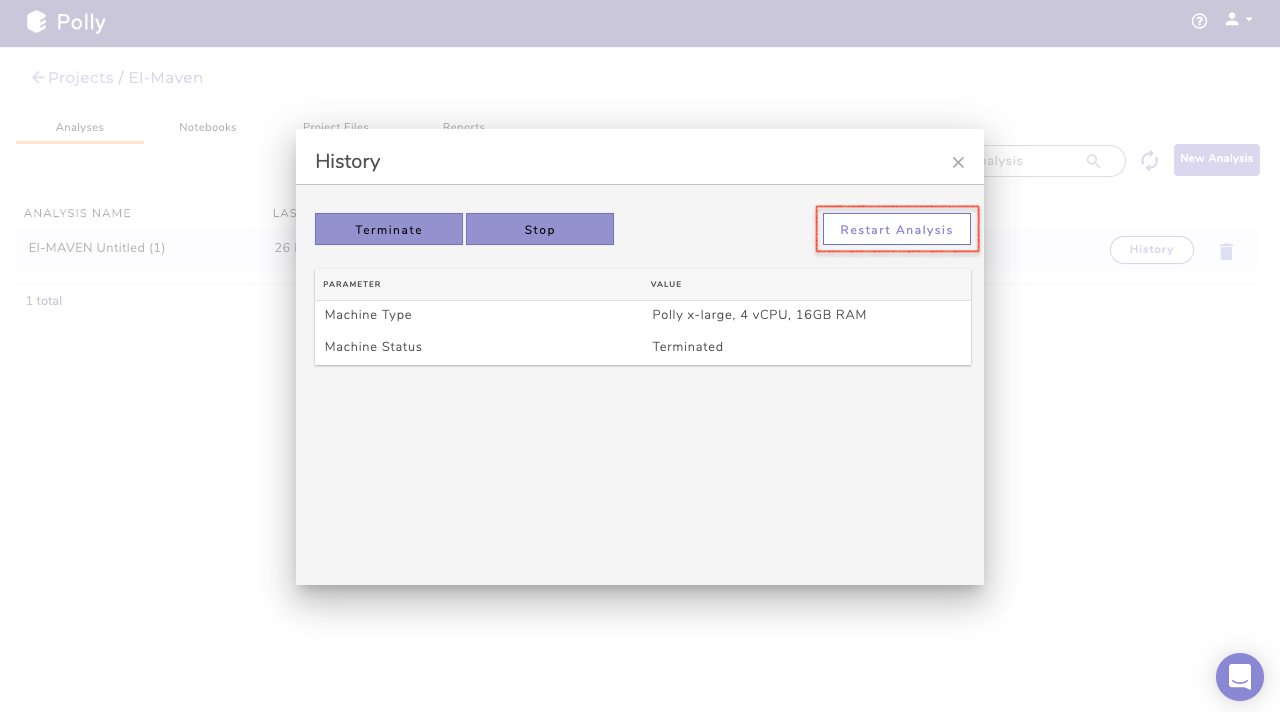 Polly
Projects / El-Maven
Analyses Notebooks Project Files Reports
History
nalysis
New Analysis
ANALYSIS NAME LAS
Terminate Stop Restart Analysis
El-MAVEN Untitled (1) 26
History
PARAMETER VALUE
1 total
Machine Type Polly x-large, 4 vCPU, 16GB RAM
Machine Status Terminated